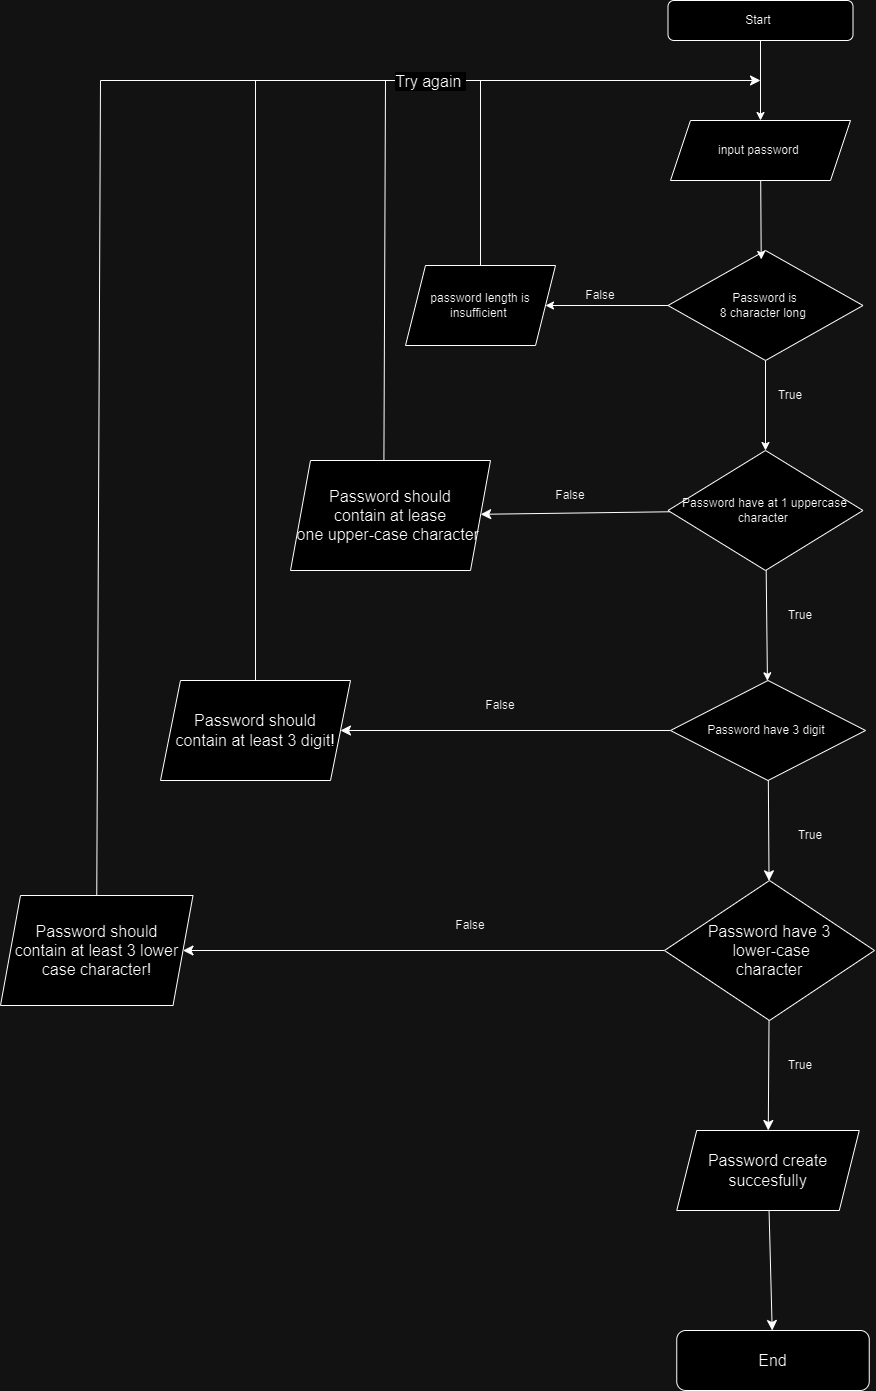 Start
Try again
input password
password length is
insufficient
False
Password is
8 character long
True
Password should
contain at lease
one upper-case character
False
Password have at 1 uppercase
character
True
Password should
contain at least 3 digit!
False
Password have 3 digit
True
Password should
contain at least 3 lower
case character!
False
Password have 3
lower-case
character
True
Password create
succesfully
End